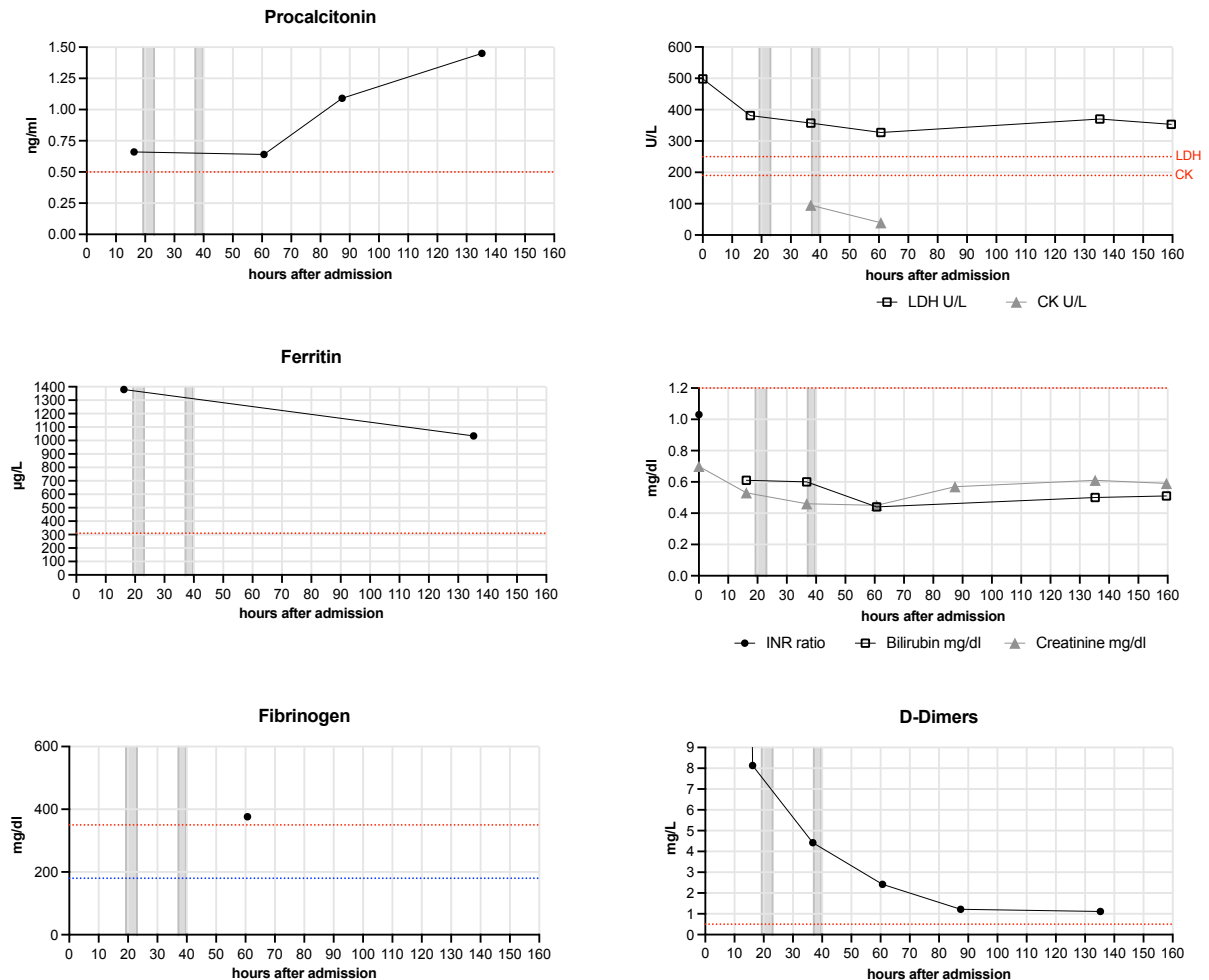 Procalcitonin
1.50
1.25
1.00
0.75
0.50
0.25
0.00
ng/ml
0 10 20 30 40 50 60 70 80 90 100 110 120 130 140 150 160
hours after admission
600
500
400
300
200
100
0
U/L
LDH
CK
0 10 20 30 40 50 60 70 80 90 100 110 120 130 140 150 160
hours after admission
LDH U/L CK U/L
Ferritin
1400
1300
1200
1100
1000
900
800
700
600
500
400
300
200
100
0
µg/L
0 10 20 30 40 50 60 70 80 90 100 110 120 130 140 150 160
hours after admission
1.2
1.0
0.8
0.6
0.4
0.2
0.0
mg/dl
0 10 20 30 40 50 60 70 80 90 100 110 120 130 140 150 160
hours after admission
INR ratio Bilirubin mg/dl Creatinine mg/dl
Fibrinogen
600
400
200
0
mg/dl
0 10 20 30 40 50 60 70 80 90 100 110 120 130 140 150 160
hours after admission
D-Dimers
9
8
7
6
5
4
3
2
1
0
mg/L
0 10 20 30 40 50 60 70 80 90 100 110 120 130 140 150 160
hours after admission